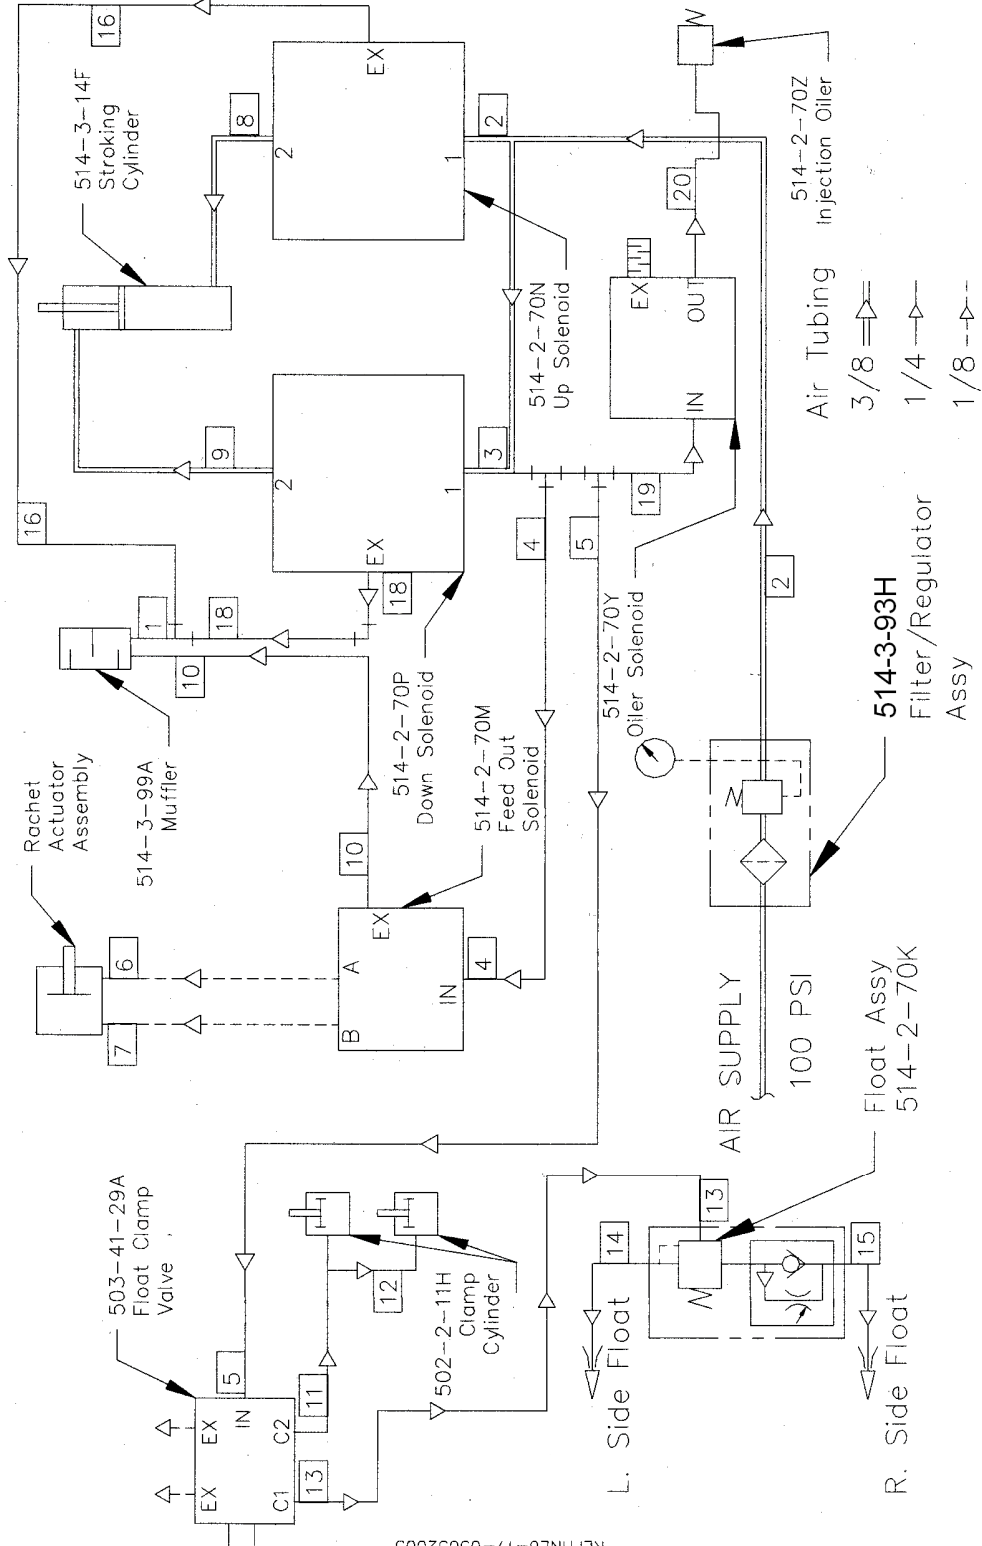 503-41-29A
Float Clamp
Valve
EX
EX
IN
C1
C2
5
11
13
12
502-2-11H
Clamp
Cylinder
L. Side Float
R. Side Float
14
13
15
Float Assy
514-2-70K
Rachet
Actuator
Assembly
7
6
B
A
EX
IN
4
10
514-2-70M
Feed Out
Solenoid
514-3-99A
Muffler
10
1
18
16
16
514-3-14F
Stroking
Cylinder
9
2
EX
1
18
514-2-70P
Down Solenoid
3
8
2
EX
1
2
514-2-70N
Up Solenoid
4
5
19
IN
EX
OUT
20
514-2-70Y
Oiler Solenoid
514-2-70Z
Injection Oiler
2
AIR SUPPLY
100 PSI
514-3-93H
Filter/Regulator
Assy
Air Tubing
3/8
1/4
1/8